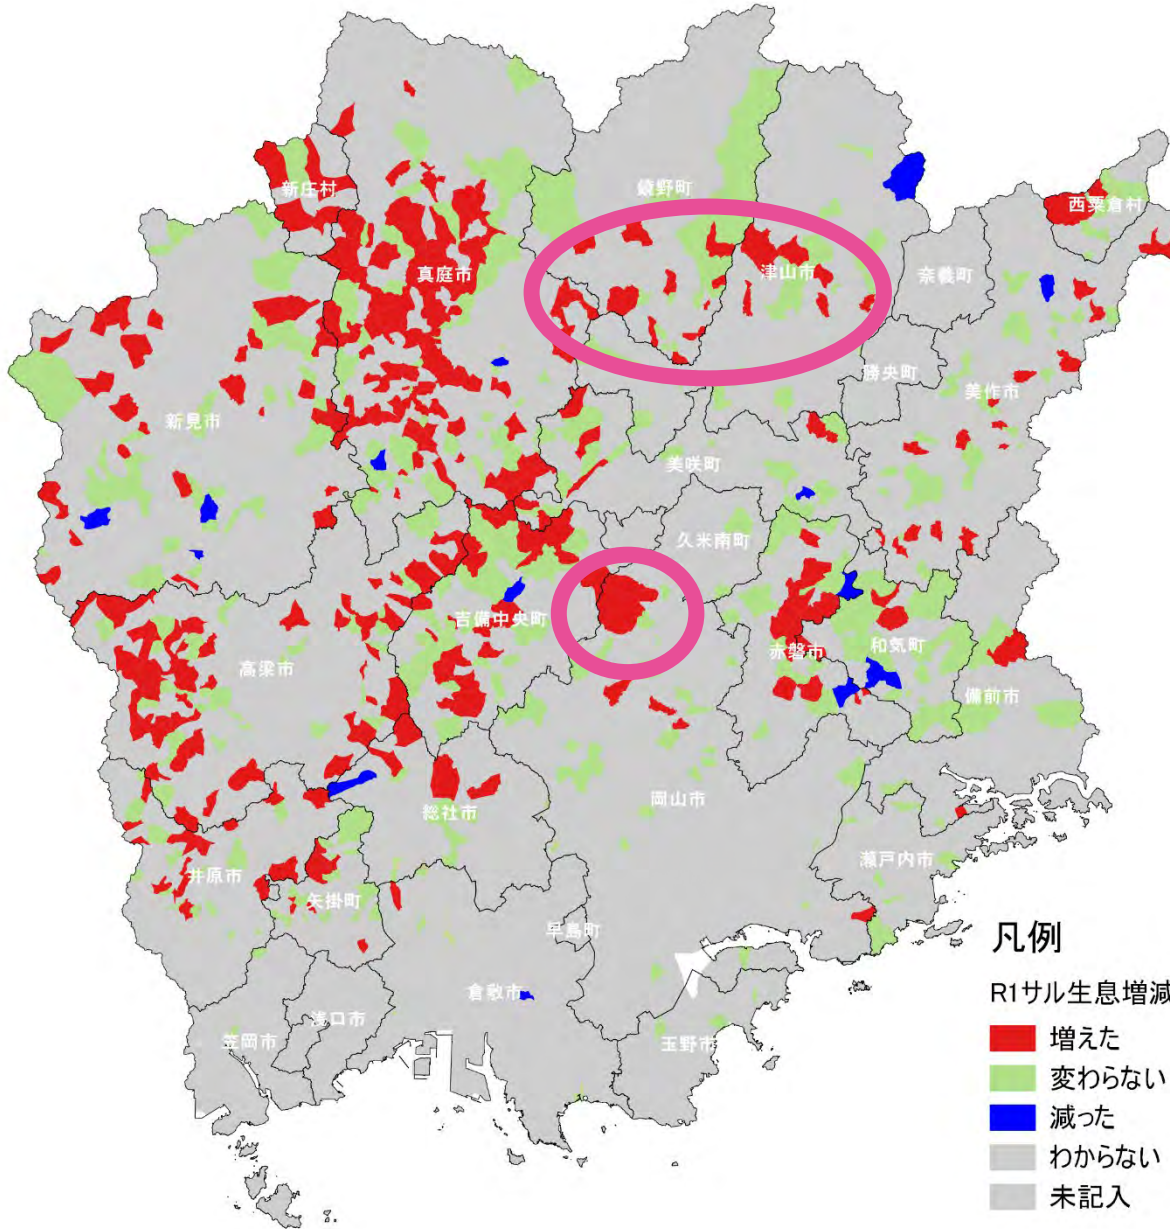 新庄村
鏡野町
西粟倉村
真庭市
津山市
奈義町
勝央町
美作市
新見市
美咲町
久米南町
吉備中央町
赤磐市
和気町
高梁市
備前市
岡山市
総社市
瀬戸内市
井原市
矢掛町
早島町
倉敷市
浅口市
笠岡市
玉野市
凡例
R1サル生息増減
増えた
変わらない
減った
わからない
未記入